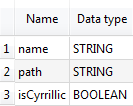 Name Data type
1 name STRING
2 path STRING
3 isCyrrillic BOOLEAN